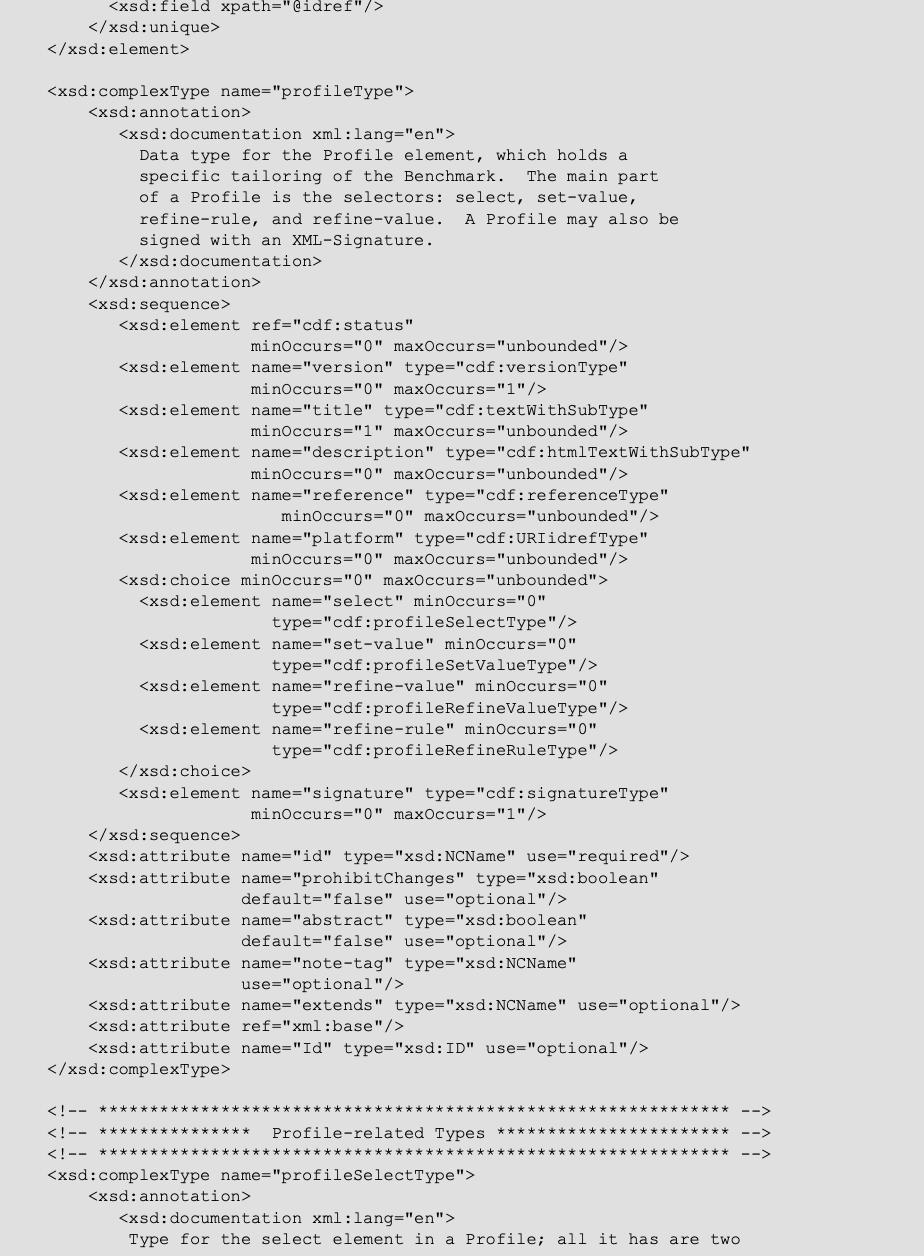 <xsd:field xpath="@idref"/>
    </xsd:unique>
</xsd:element>

<xsd:complexType name="profileType">
    <xsd:annotation>
       <xsd:documentation xml:lang="en">
         Data type for the Profile element, which holds a
         specific tailoring of the Benchmark.  The main part
         of a Profile is the selectors: select, set-value,
         refine-rule, and refine-value.  A Profile may also be
         signed with an XML-Signature.
       </xsd:documentation>
    </xsd:annotation>
    <xsd:sequence>
       <xsd:element ref="cdf:status"
                    minOccurs="0" maxOccurs="unbounded"/>
       <xsd:element name="version" type="cdf:versionType"
                    minOccurs="0" maxOccurs="1"/>
       <xsd:element name="title" type="cdf:textWithSubType"
                    minOccurs="1" maxOccurs="unbounded"/>
       <xsd:element name="description" type="cdf:htmlTextWithSubType"
                    minOccurs="0" maxOccurs="unbounded"/>
       <xsd:element name="reference" type="cdf:referenceType"
                       minOccurs="0" maxOccurs="unbounded"/>
       <xsd:element name="platform" type="cdf:URIidrefType"
                    minOccurs="0" maxOccurs="unbounded"/>
       <xsd:choice minOccurs="0" maxOccurs="unbounded">
         <xsd:element name="select" minOccurs="0"
                      type="cdf:profileSelectType"/>
         <xsd:element name="set-value" minOccurs="0"
                      type="cdf:profileSetValueType"/>
         <xsd:element name="refine-value" minOccurs="0"
                      type="cdf:profileRefineValueType"/>
         <xsd:element name="refine-rule" minOccurs="0"
                      type="cdf:profileRefineRuleType"/>
       </xsd:choice>
       <xsd:element name="signature" type="cdf:signatureType"
                    minOccurs="0" maxOccurs="1"/>
    </xsd:sequence>
    <xsd:attribute name="id" type="xsd:NCName" use="required"/>
    <xsd:attribute name="prohibitChanges" type="xsd:boolean"
                   default="false" use="optional"/>
    <xsd:attribute name="abstract" type="xsd:boolean"
                   default="false" use="optional"/>
    <xsd:attribute name="note-tag" type="xsd:NCName"
                   use="optional"/>
    <xsd:attribute name="extends" type="xsd:NCName" use="optional"/>
    <xsd:attribute ref="xml:base"/>
    <xsd:attribute name="Id" type="xsd:ID" use="optional"/>
</xsd:complexType>

<!-- ************************************************************** -->
<!-- ***************  Profile-related Types *********************** -->
<!-- ************************************************************** -->
<xsd:complexType name="profileSelectType">
    <xsd:annotation>
       <xsd:documentation xml:lang="en">
        Type for the select element in a Profile; all it has are two